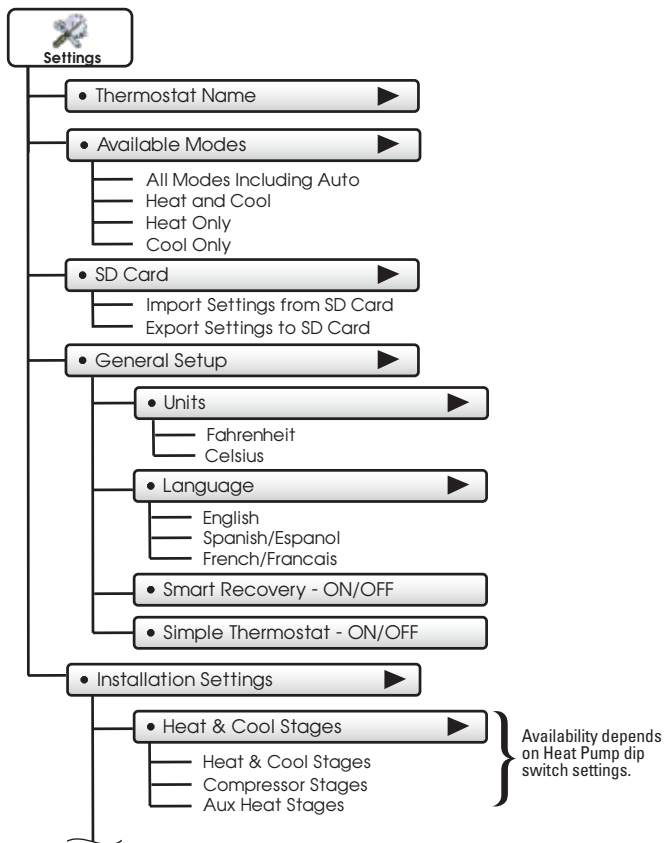 Settings
• Thermostat Name
• Available Modes
All Modes Including Auto
Heat and Cool
Heat Only
Cool Only
• SD Card
Import Settings from SD Card
Export Settings to SD Card
• General Setup
• Units
Fahrenheit
Celsius
• Language
English
Spanish/Espanol
French/Francais
• Smart Recovery - ON/OFF
• Simple Thermostat - ON/OFF
• Installation Settings
• Heat & Cool Stages
Heat & Cool Stages
Compressor Stages
Aux Heat Stages
Availability depends
on Heat Pump dip
switch settings.